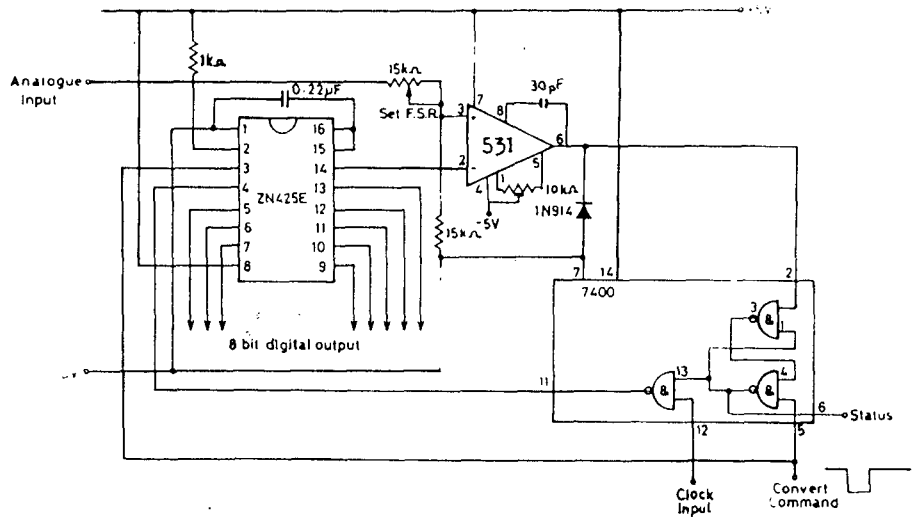 +5V
1kΩ
15kΩ
Analogue
Input
0.22µF
Set F.S.R.
30pF
7
8
3
+
6
531
2
-
5
1
4
10kΩ
-5V
1N914
15kΩ
1 16
2 15
3 14
4 13
ZN425E
5 12
6 11
7 10
8 9
8 bit digital output
7 14 2
7400
3
&
1
4
13
11
&
&
6
Status
12
5
Clock
Input
Convert
Command